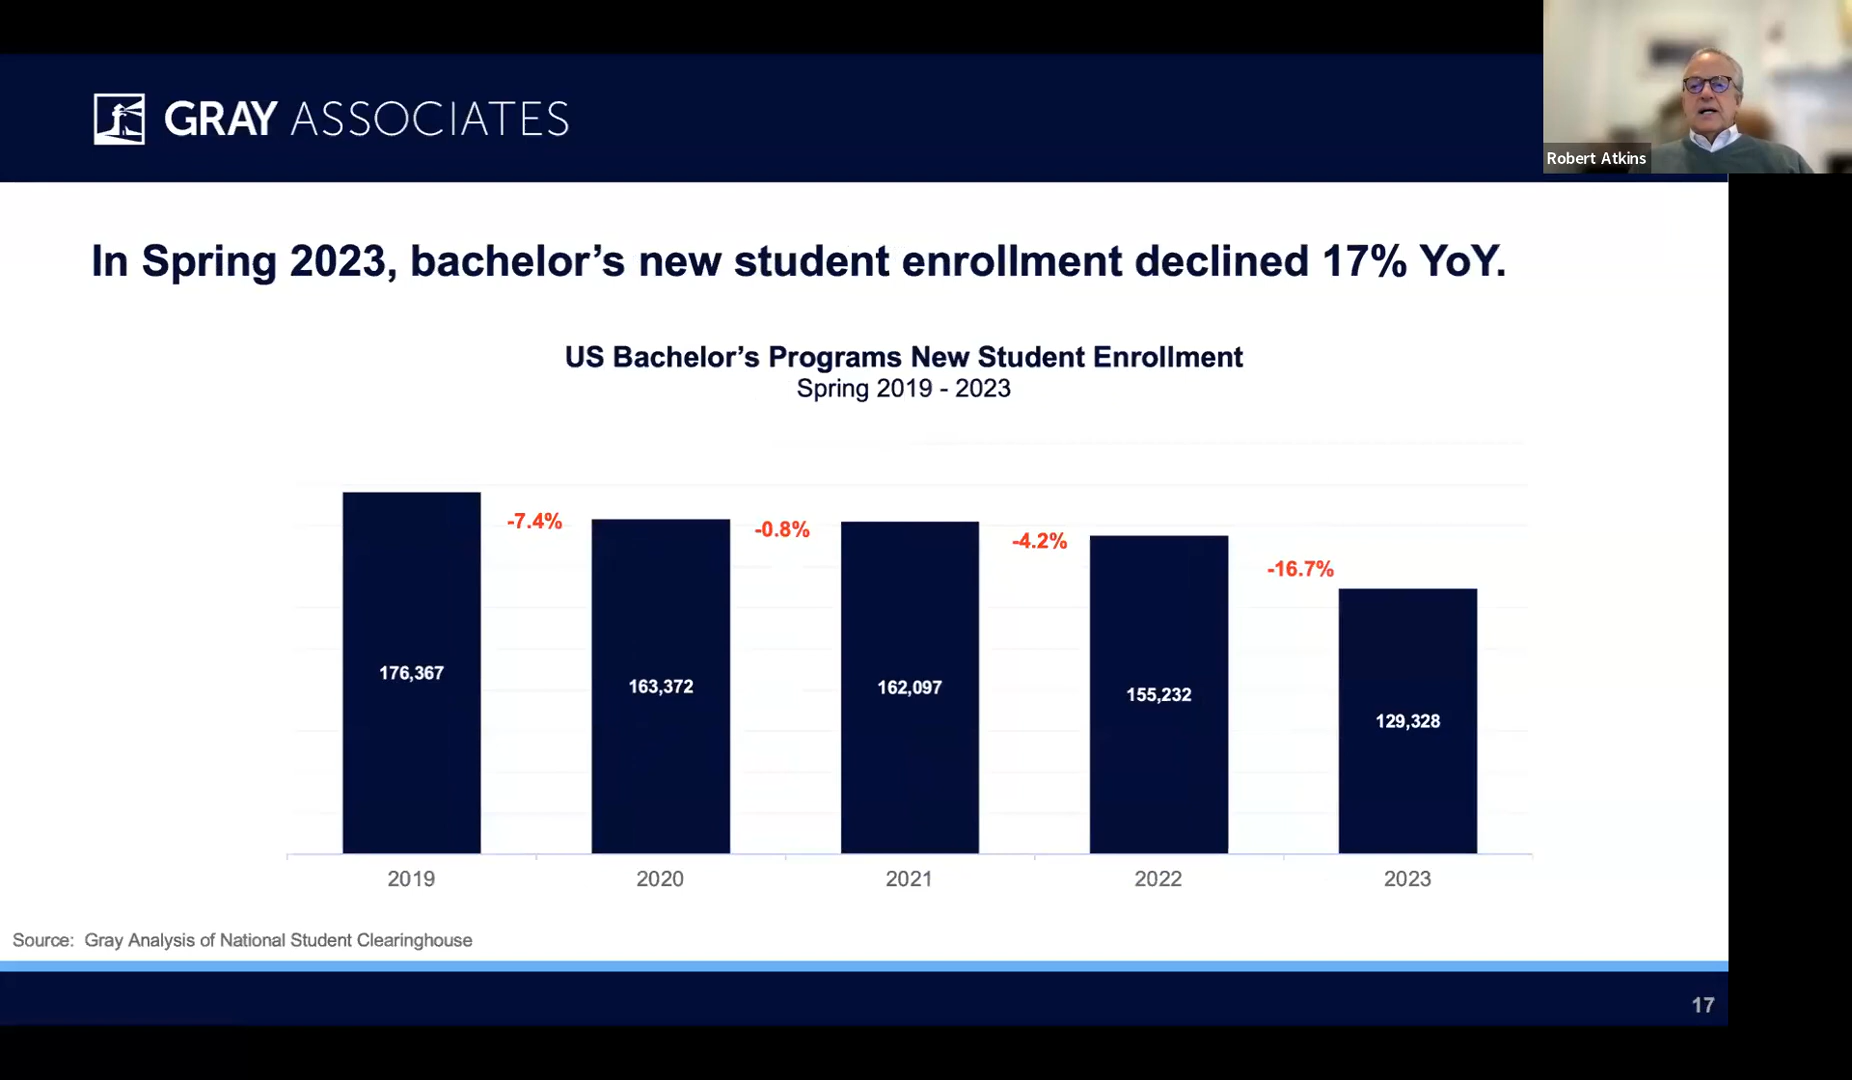 GRAY ASSOCIATES
Robert Atkins
In Spring 2023, bachelor’s new student enrollment declined 17% YoY.
US Bachelor’s Programs New Student Enrollment
Spring 2019 - 2023
-7.4%
-0.8%
-4.2%
-16.7%
176,367
163,372
162,097
155,232
129,328
2019
2020
2021
2022
2023
Source: Gray Analysis of National Student Clearinghouse
17